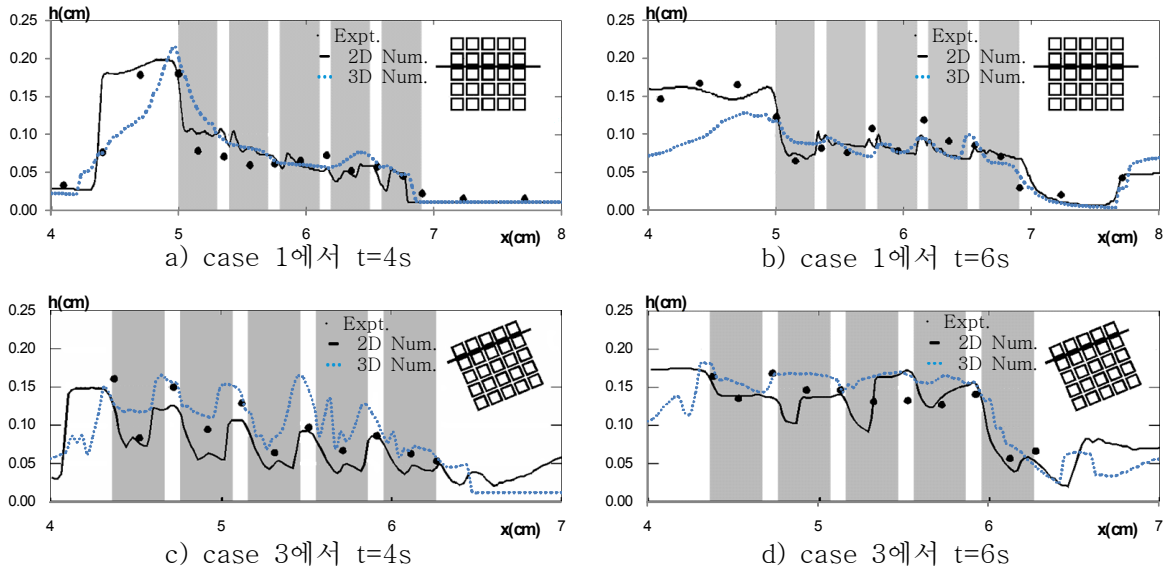 h(cm)
0.25
0.20
0.15
0.10
0.05
0.00
Expt.
2D Num.
3D Num.
4 5 6 7 8
x(cm)
a) case 1에서 t=4s
h(cm)
0.25
0.20
0.15
0.10
0.05
0.00
Expt.
2D Num.
3D Num.
4 5 6 7 8
x(cm)
b) case 1에서 t=6s
h(cm)
0.25
0.20
0.15
0.10
0.05
0.00
Expt.
2D Num.
3D Num.
4 5 6 7
x(cm)
c) case 3에서 t=4s
h(cm)
0.25
0.20
0.15
0.10
0.05
0.00
Expt.
2D Num.
3D Num.
4 5 6 7
x(cm)
d) case 3에서 t=6s